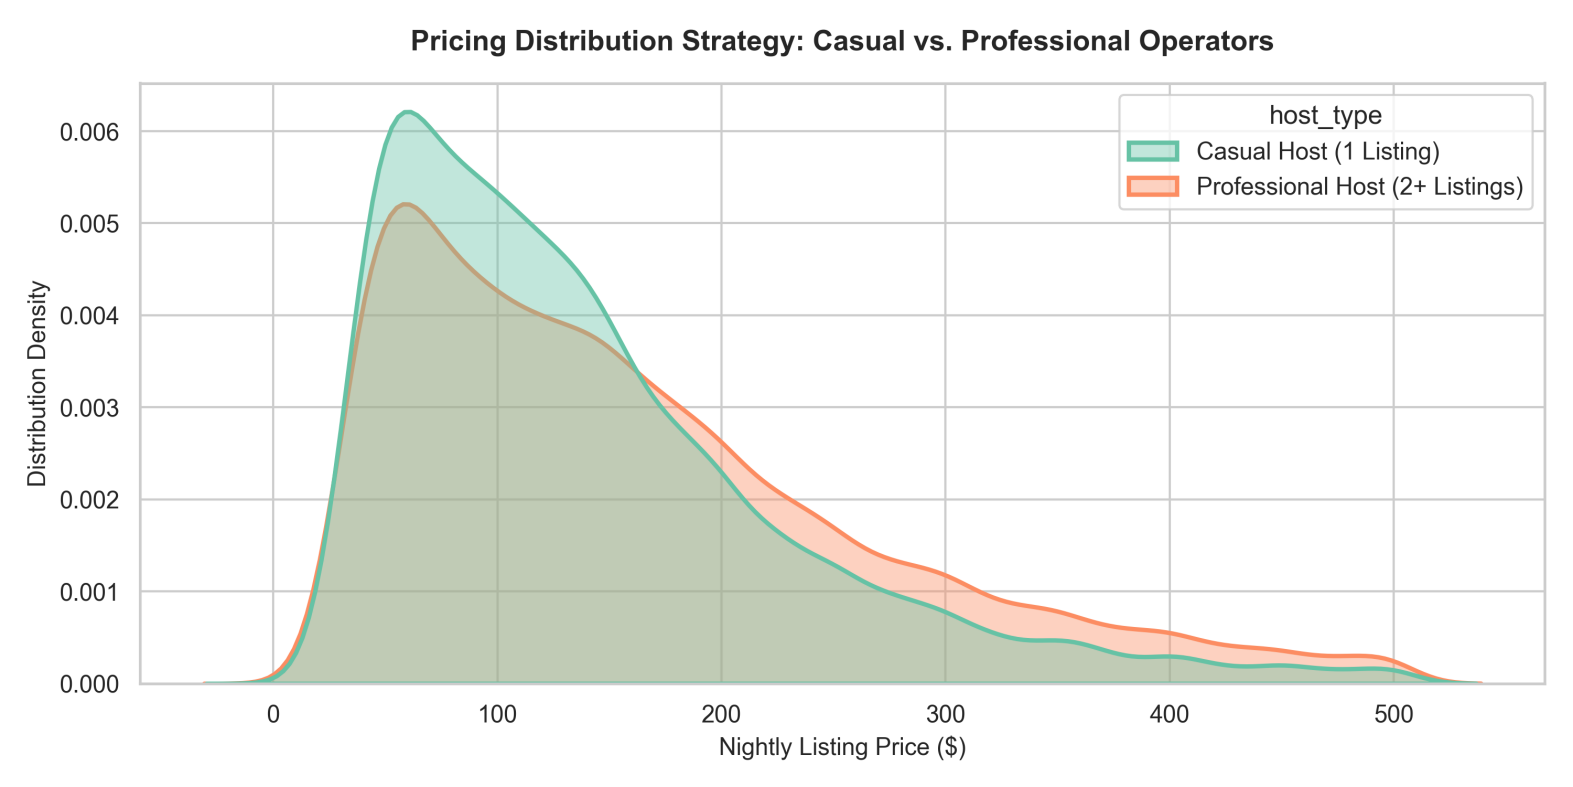 Pricing Distribution Strategy: Casual vs. Professional Operators
host_type
Casual Host (1 Listing)
Professional Host (2+ Listings)
Distribution Density
0.006
0.005
0.004
0.003
0.002
0.001
0.000
0
100
200
300
400
500
Nightly Listing Price ($)